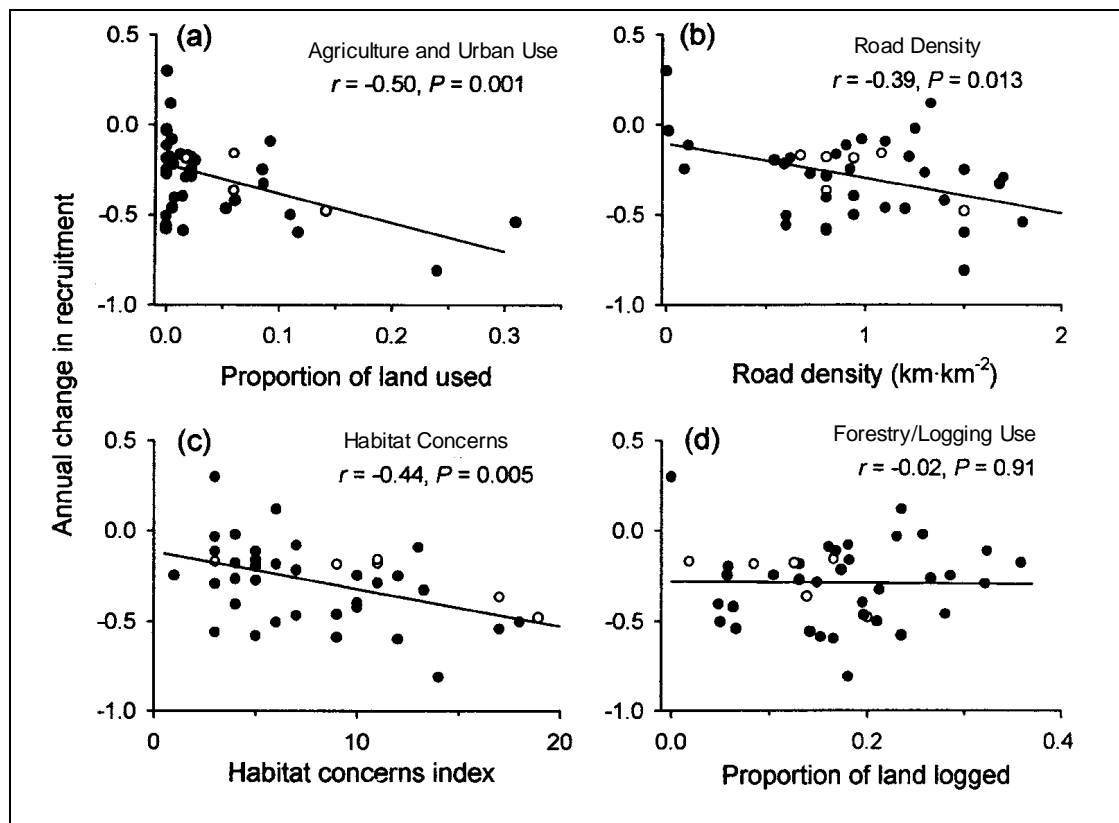 Annual change in recruitment
(a)
Agriculture and Urban Use
r = -0.50, P = 0.001
0.5
0.0
-0.5
-1.0
0.0 0.1 0.2 0.3
Proportion of land used
(b)
Road Density
r = -0.39, P = 0.013
0.5
0.0
-0.5
-1.0
0 1 2
Road density (km·km⁻²)
(c)
Habitat Concerns
r = -0.44, P = 0.005
0.5
0.0
-0.5
-1.0
0 10 20
Habitat concerns index
(d)
Forestry/Logging Use
r = -0.02, P = 0.91
0.5
0.0
-0.5
-1.0
0.0 0.2 0.4
Proportion of land logged